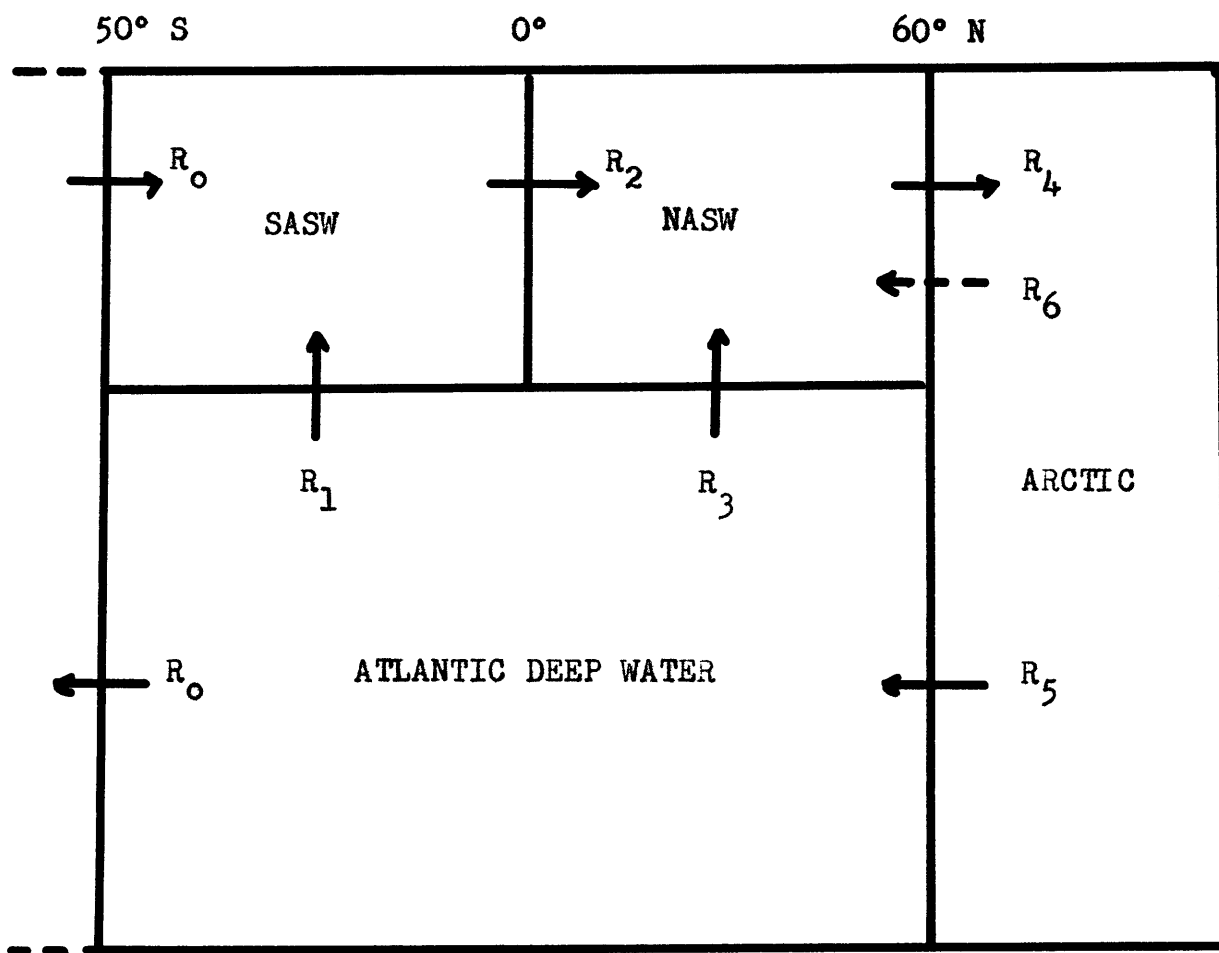 50° S 0° 60° N
R₀ R₂ R₄
SASW NASW
R₆
R₁ R₃ ARCTIC
R₀ ATLANTIC DEEP WATER R₅